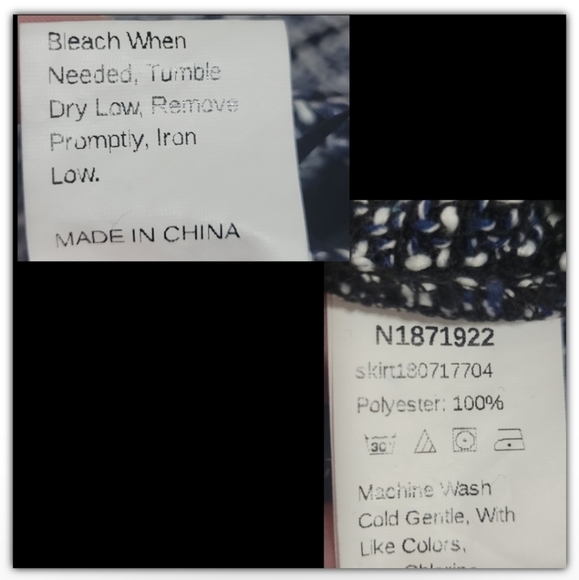 Bleach When
Needed, Tumble
Dry Low, Remove
Promptly, Iron
Low.
MADE IN CHINA
N1871922
skirt180717704
Polyester: 100%
30
Machine Wash
Cold Gentle, With
Like Colors,